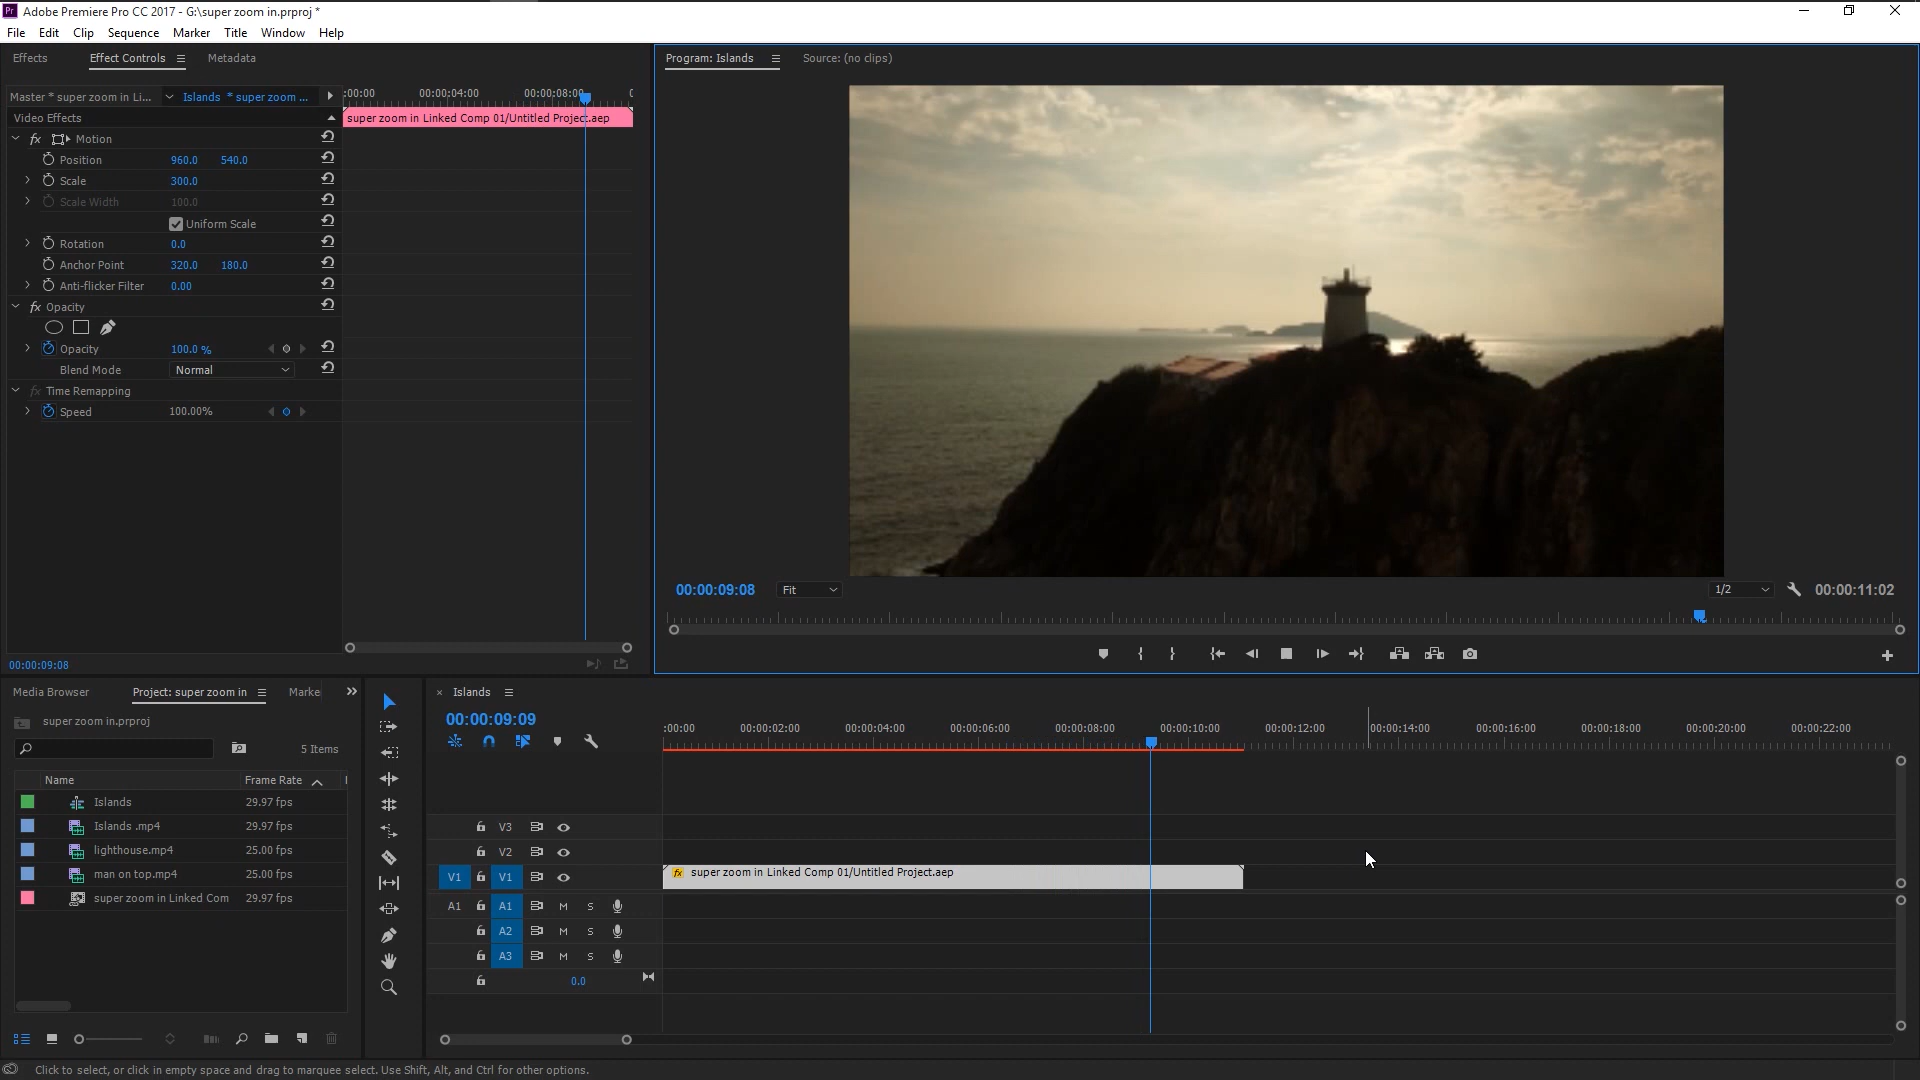 Adobe Premiere Pro CC 2017 - G:\super zoom in.prproj *
File Edit Clip Sequence Marker Title Window Help
Effects Effect Controls Metadata
Program: Islands Source: (no clips)
Master * super zoom in Li... Islands * super zoom ...
:00:00 00:00:04:00 00:00:08:00
Video Effects
super zoom in Linked Comp 01/Untitled Project.aep
fx Motion
Position 960.0 540.0
Scale 300.0
Scale Width 100.0
Uniform Scale
Rotation 0.0
Anchor Point 320.0 180.0
Anti-flicker Filter 0.00
fx Opacity
Opacity 100.0 %
Blend Mode Normal
fx Time Remapping
Speed 100.00%
00:00:09:08 Fit 1/2 00:00:11:02
00:00:09:08
Media Browser Project: super zoom in Marke
super zoom in.prproj
5 Items
Name Frame Rate
Islands 29.97 fps
Islands .mp4 29.97 fps
lighthouse.mp4 25.00 fps
man on top.mp4 25.00 fps
super zoom in Linked Com 29.97 fps
× Islands
00:00:09:09
:00:00 00:00:02:00 00:00:04:00 00:00:06:00 00:00:08:00 00:00:10:00 00:00:12:00 00:00:14:00 00:00:16:00 00:00:18:00 00:00:20:00 00:00:22:00
V3
V2
V1 V1
fx super zoom in Linked Comp 01/Untitled Project.aep
A1 A1 M S
A2 M S
A3 M S
0.0
Click to select, or click in empty space and drag to marquee select. Use Shift, Alt, and Ctrl for other options.